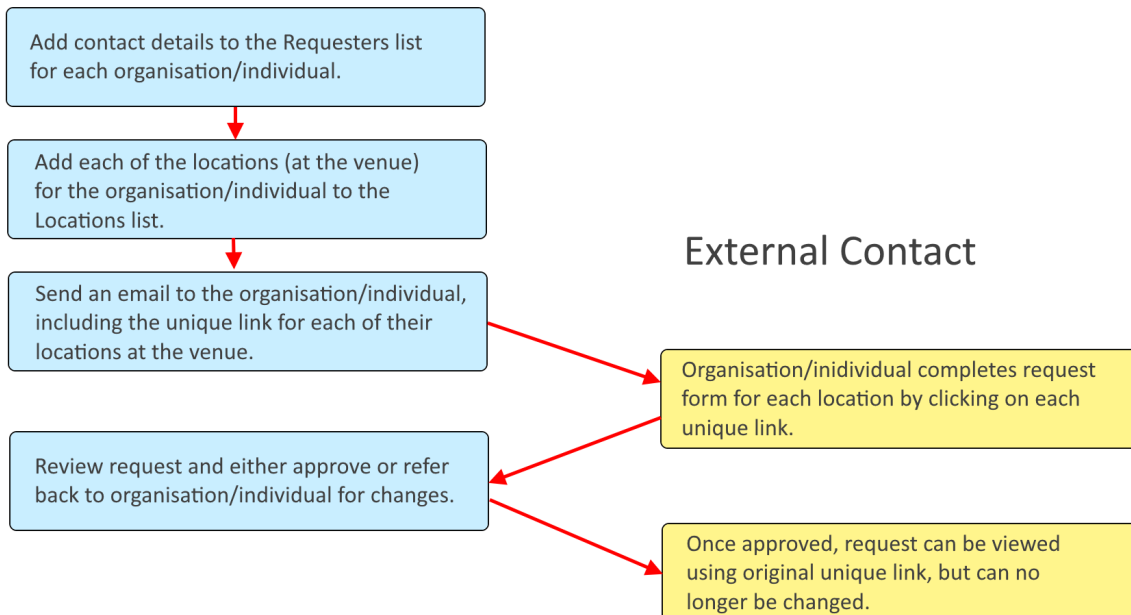 Add contact details to the Requesters list
for each organisation/individual.
Add each of the locations (at the venue)
for the organisation/individual to the
Locations list.
External Contact
Send an email to the organisation/individual,
including the unique link for each of their
locations at the venue.
Organisation/inidividual completes request
form for each location by clicking on each
unique link.
Review request and either approve or refer
back to organisation/individual for changes.
Once approved, request can be viewed
using original unique link, but can no
longer be changed.